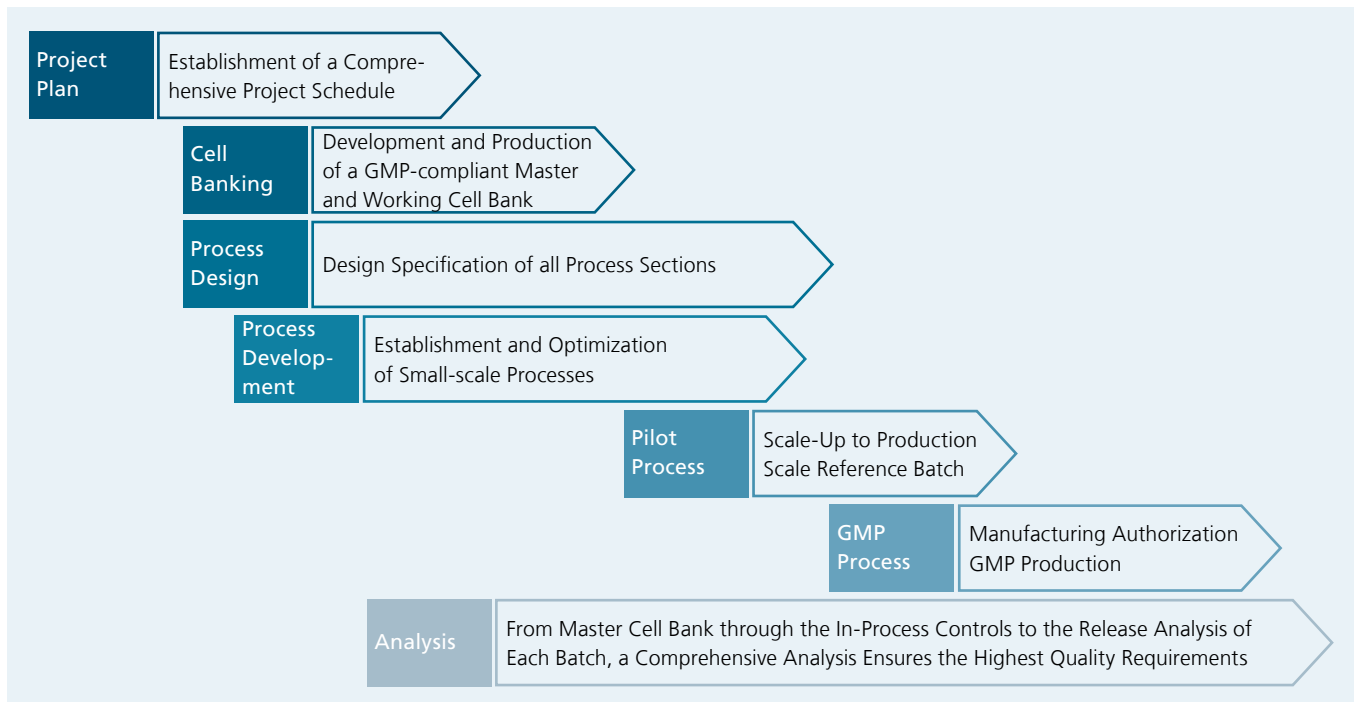 Project
Plan
Establishment of a Compre-
hensive Project Schedule
Cell
Banking
Development and Production
of a GMP-compliant Master
and Working Cell Bank
Process
Design
Design Specification of all Process Sections
Process
Develop-
ment
Establishment and Optimization
of Small-scale Processes
Pilot
Process
Scale-Up to Production
Scale Reference Batch
GMP
Process
Manufacturing Authorization
GMP Production
Analysis
From Master Cell Bank through the In-Process Controls to the Release Analysis of
Each Batch, a Comprehensive Analysis Ensures the Highest Quality Requirements